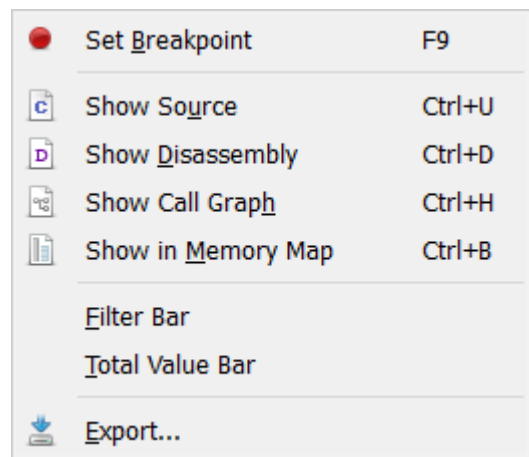 Set Breakpoint F9
C Show Source Ctrl+U
D Show Disassembly Ctrl+D
Show Call Graph Ctrl+H
Show in Memory Map Ctrl+B
Filter Bar
Total Value Bar
Export...